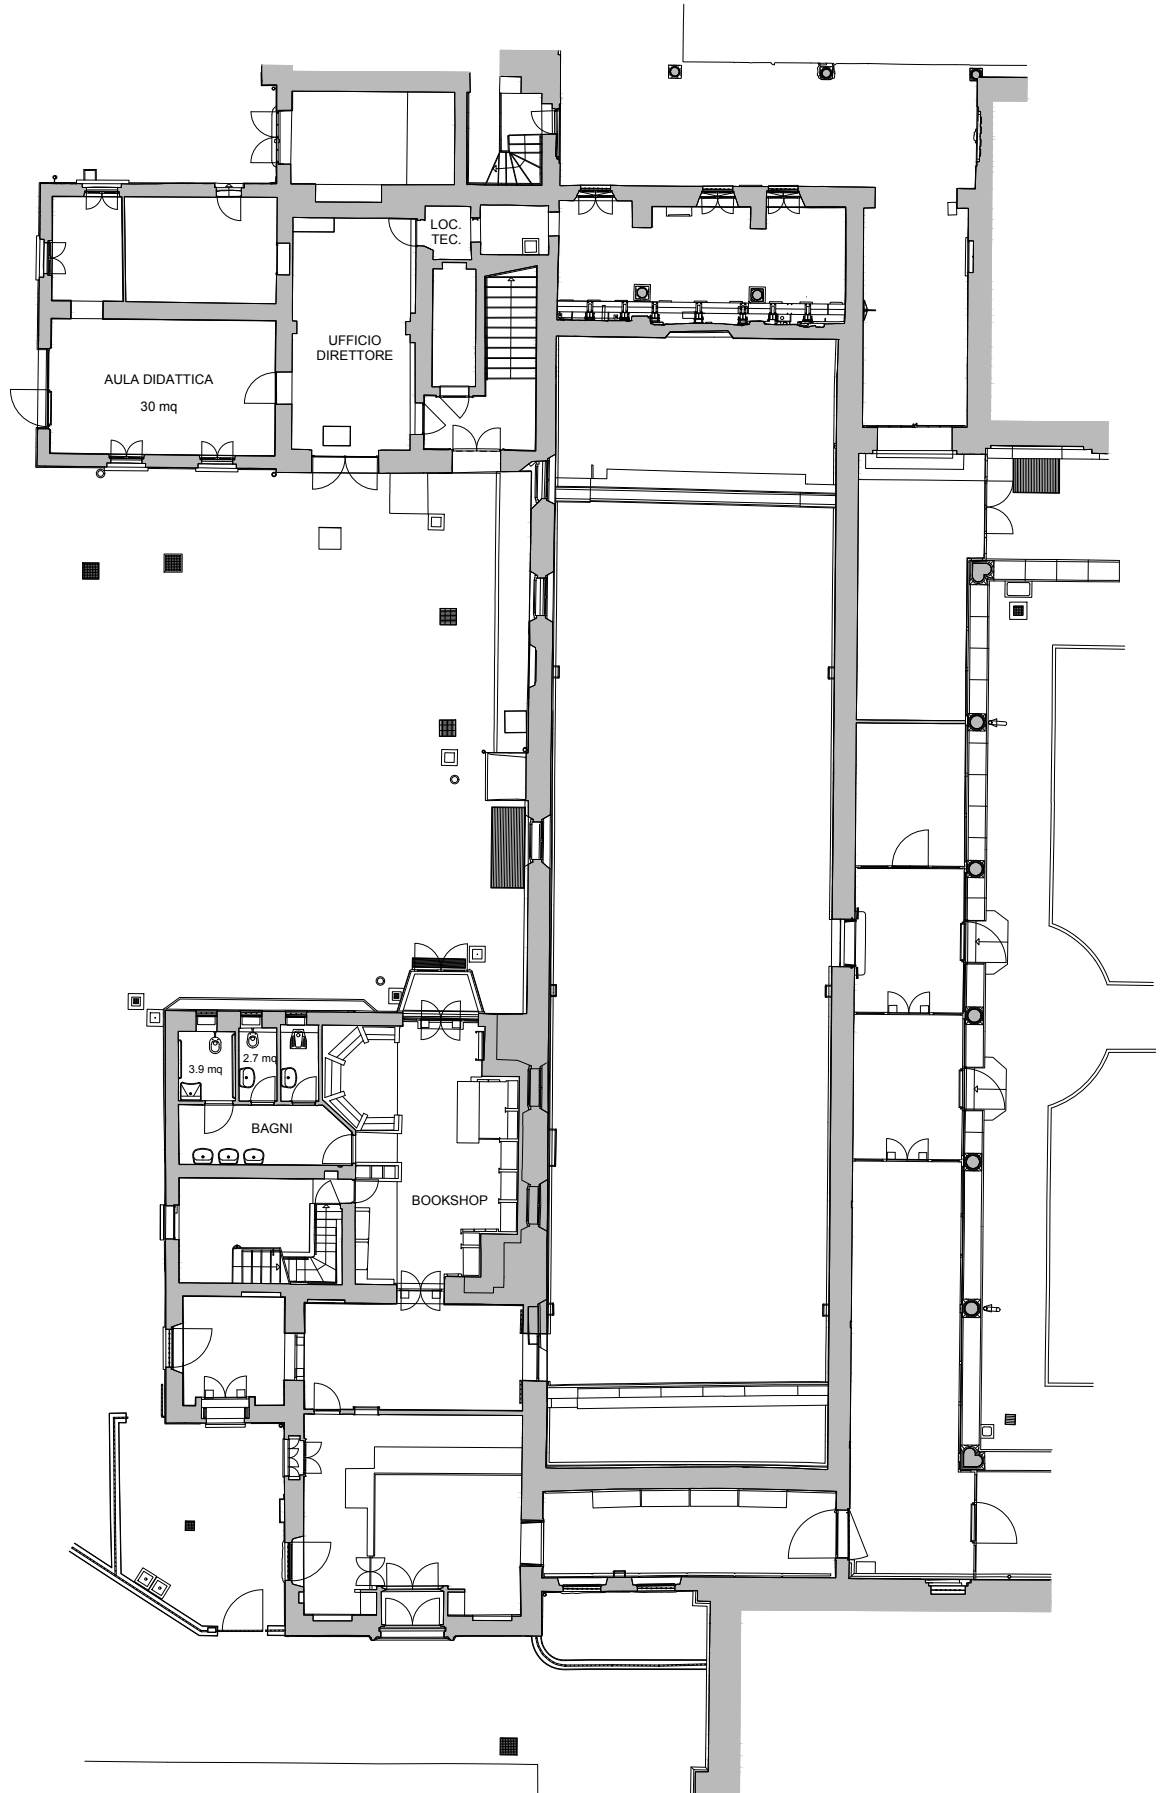 LOC.
TEC.
UFFICIO
DIRETTORE
AULA DIDATTICA
30 mq
3.9 mq
2.7 mq
BAGNI
BOOKSHOP